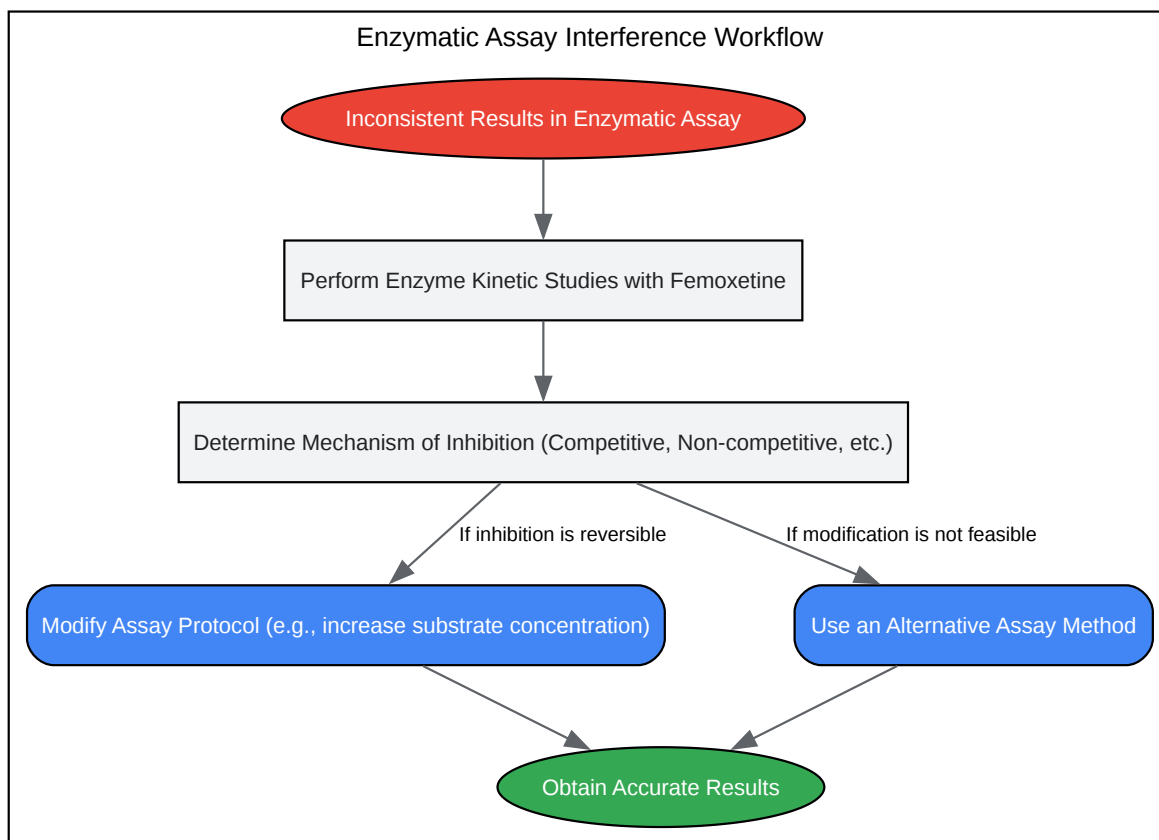 Enzymatic Assay Interference Workflow
Inconsistent Results in Enzymatic Assay
Perform Enzyme Kinetic Studies with Femoxetine
Determine Mechanism of Inhibition (Competitive, Non-competitive, etc.)
If inhibition is reversible
If modification is not feasible
Modify Assay Protocol (e.g., increase substrate concentration)
Use an Alternative Assay Method
Obtain Accurate Results